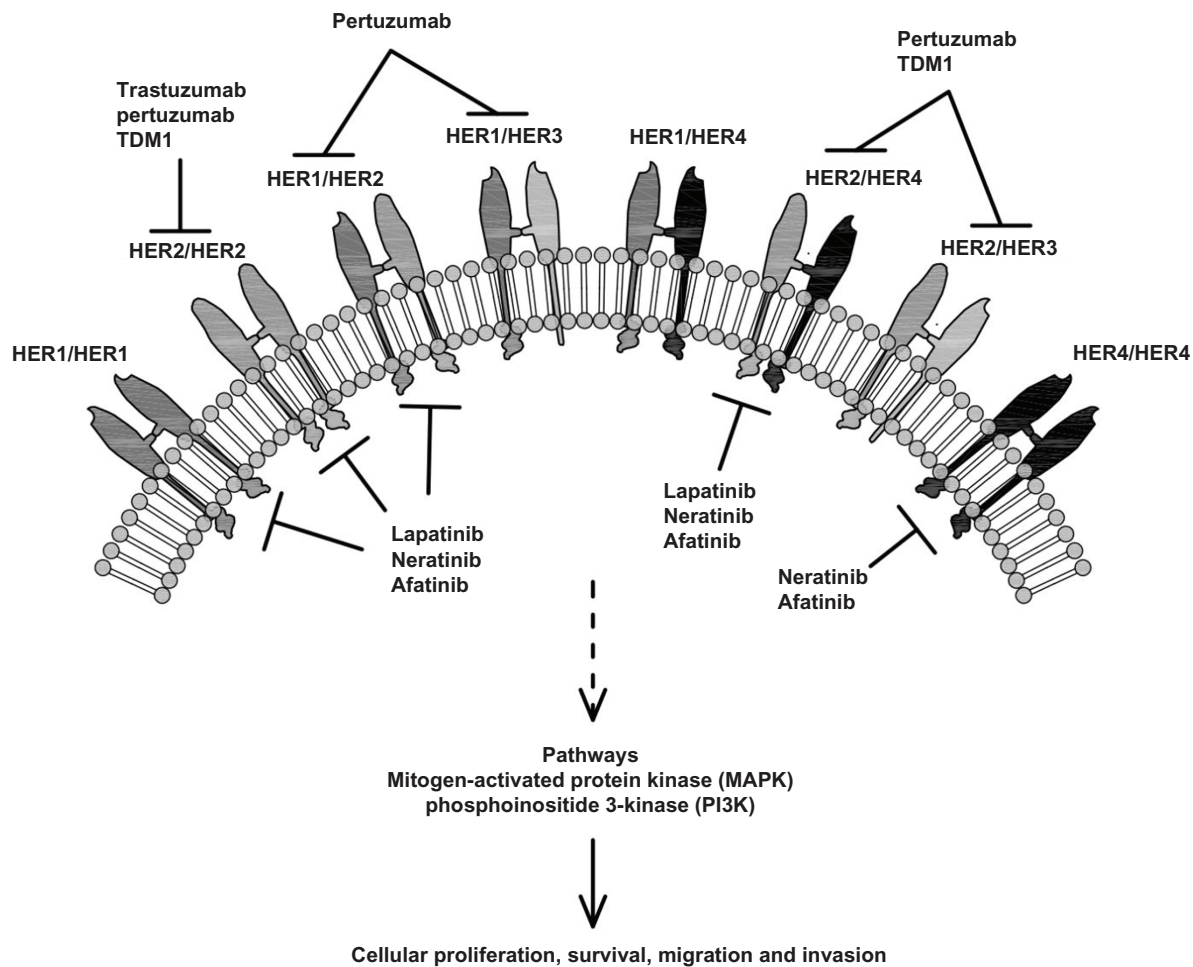 Pertuzumab
Pertuzumab
TDM1
Trastuzumab
pertuzumab
TDM1
HER1/HER3
HER1/HER4
HER1/HER2
HER2/HER4
HER2/HER2
HER2/HER3
HER1/HER1
HER4/HER4
Lapatinib
Neratinib
Afatinib
Lapatinib
Neratinib
Afatinib
Neratinib
Afatinib
Pathways
Mitogen-activated protein kinase (MAPK)
phosphoinositide 3-kinase (PI3K)
Cellular proliferation, survival, migration and invasion